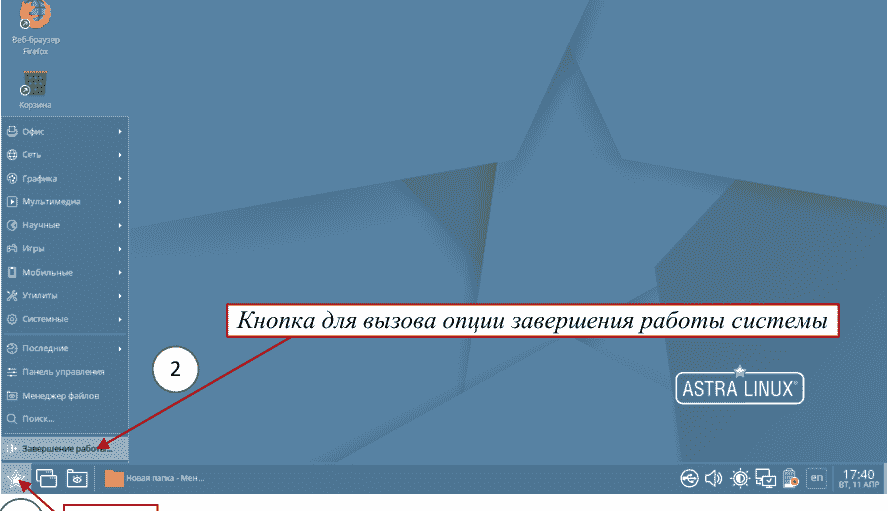 Веб-браузер
Firefox
Корзина
Офис
Сеть
Графика
Мультимедиа
Научные
Игры
Мобильные
Утилиты
Системные
Последние
Панель управления
Менеджер файлов
Поиск...
Завершение работы...
Кнопка для вызова опции завершения работы системы
2
ASTRA LINUX®
Новая папка - Мен...
en
17:40
ВТ, 11 АПР